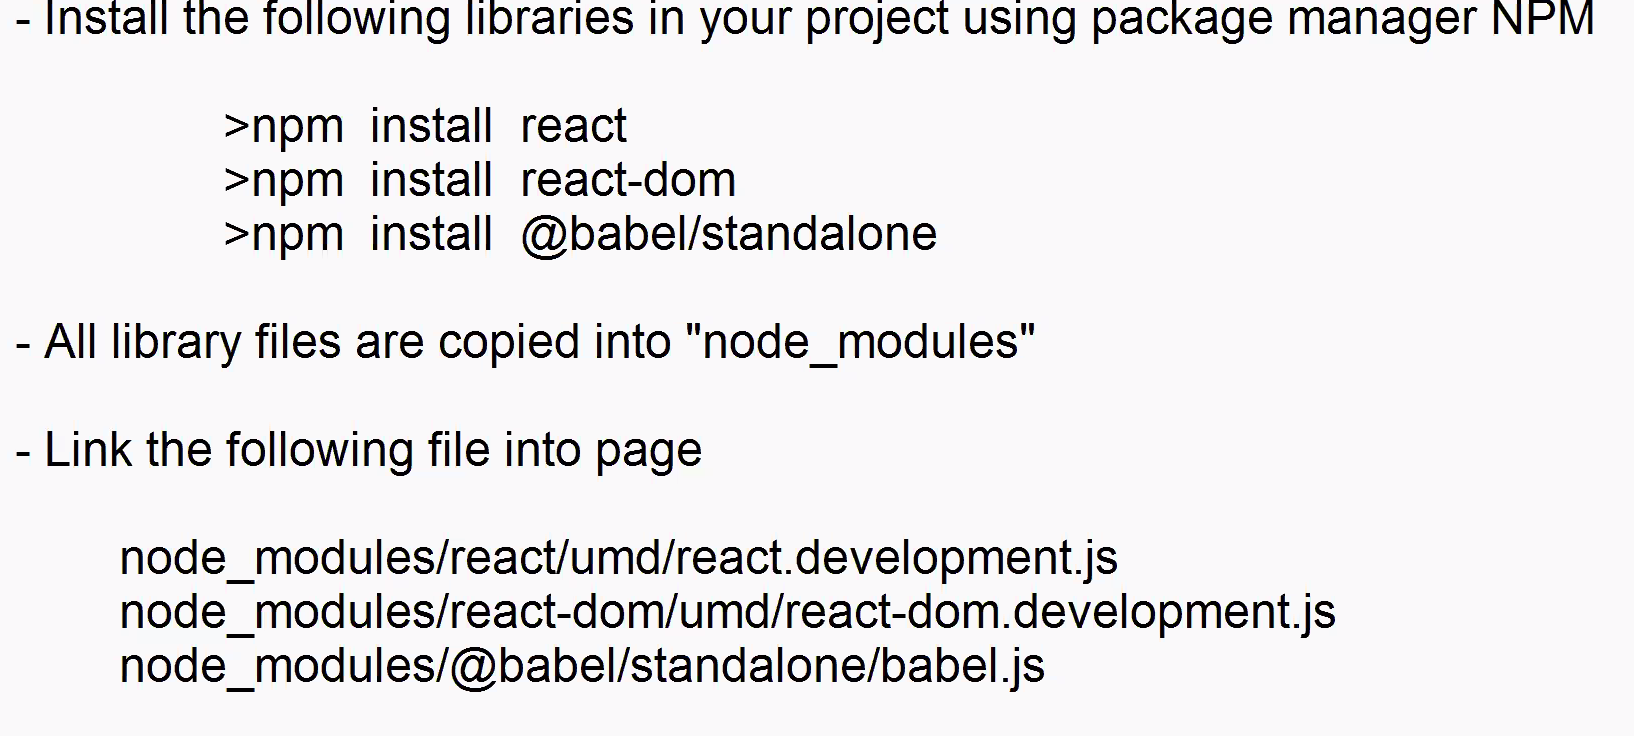 - Install the following libraries in your project using package manager NPM
>npm install react
>npm install react-dom
>npm install @babel/standalone
- All library files are copied into "node_modules"
- Link the following file into page
node_modules/react/umd/react.development.js
node_modules/react-dom/umd/react-dom.development.js
node_modules/@babel/standalone/babel.js